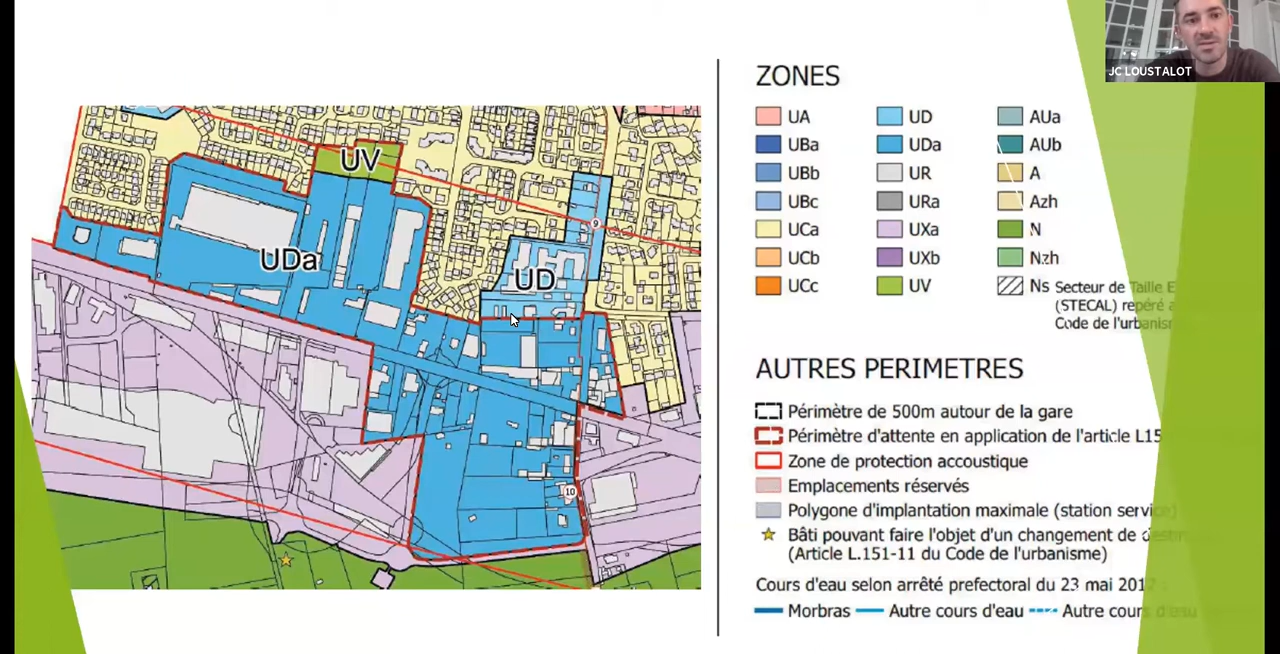 JC LOUSTALOT
UV
UDa
UD
9
10
ZONES
UA
UBa
UBb
UBc
UCa
UCb
UCc
UD
UDa
UR
URa
UXa
UXb
UV
AUa
AUb
A
Azh
N
Nzh
Ns
Secteur de Taille
(STECAL) repéré
Code de l'urbanis
AUTRES PERIMETRES
Périmètre de 500m autour de la gare
Périmètre d'attente en application de l'article L15
Zone de protection accoustique
Emplacements réservés
Polygone d'implantation maximale (station service)
Bâti pouvant faire l'objet d'un changement de
(Article L.151-11 du Code de l'urbanisme)
Cours d'eau selon arrêté prefectoral du 23 mai 2012
Morbras
Autre cours d'eau
Autre cours d'eau